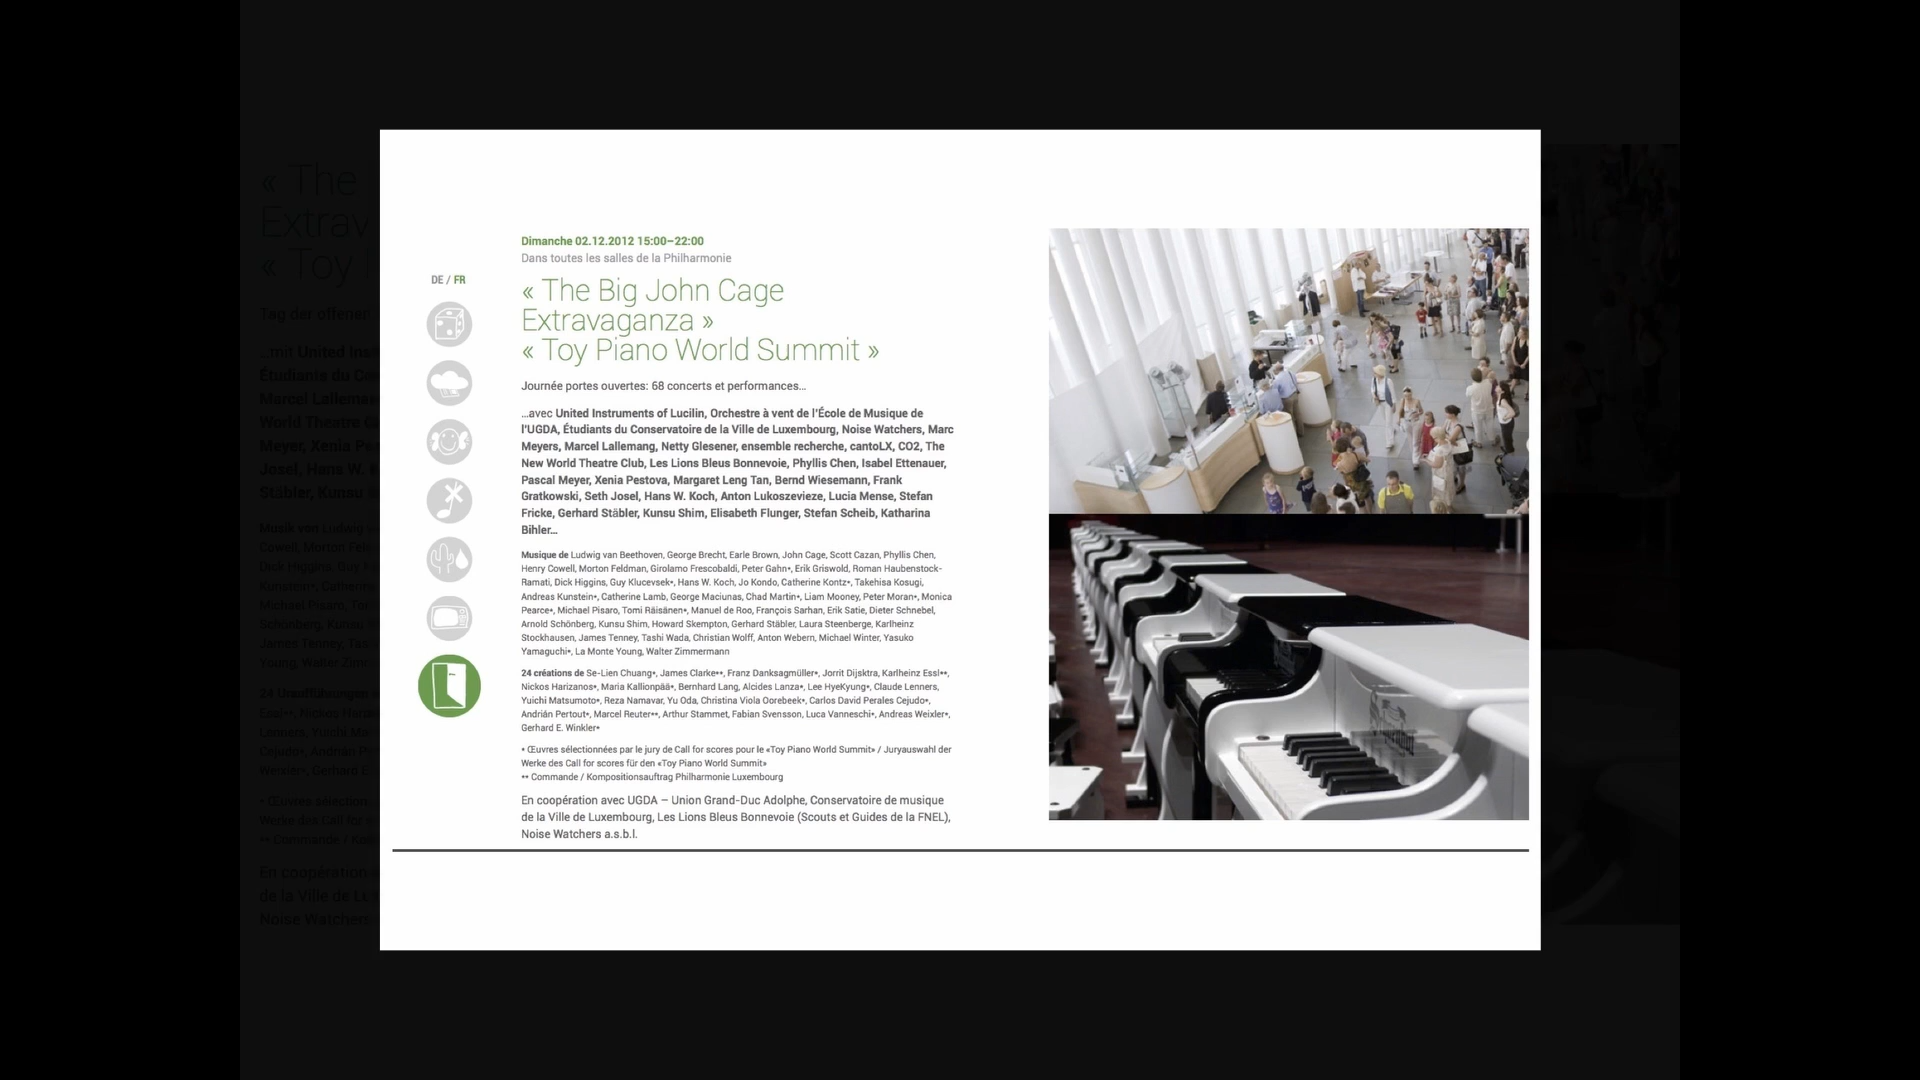 Dimanche 02.12.2012 15:00–22:00
Dans toutes les salles de la Philharmonie
DE / FR
« The Big John Cage
Extravaganza »
« Toy Piano World Summit »
Journée portes ouvertes: 68 concerts et performances...
...avec United Instruments of Lucilin, Orchestre à vent de l'École de Musique de
l'UGDA, Étudiants du Conservatoire de la Ville de Luxembourg, Noise Watchers, Marc
Meyers, Marcel Lallemang, Netty Glesener, ensemble recherche, cantoLX, CO2, The
New World Theatre Club, Les Lions Bleus Bonnevoie, Phyllis Chen, Isabel Ettenauer,
Pascal Meyer, Xenia Pestova, Margaret Leng Tan, Bernd Wiesemann, Frank
Gratkowski, Seth Josel, Hans W. Koch, Anton Lukoszevieze, Lucia Mense, Stefan
Fricke, Gerhard Stäbler, Kunsu Shim, Elisabeth Flunger, Stefan Scheib, Katharina
Bihler...
Musique de Ludwig van Beethoven, George Brecht, Earle Brown, John Cage, Scott Cazan, Phyllis Chen,
Henry Cowell, Morton Feldman, Girolamo Frescobaldi, Peter Gahn*, Erik Griswold, Roman Haubenstock-
Ramati, Dick Higgins, Guy Klucevsek*, Hans W. Koch, Jo Kondo, Catherine Kontz*, Takehisa Kosugi,
Andreas Kunstein*, Catherine Lamb, George Maciunas, Chad Martin*, Liam Mooney, Peter Moran*, Monica
Pearce*, Michael Pisaro, Tomi Räisänen*, Manuel de Roo, François Sarhan, Erik Satie, Dieter Schnebel,
Arnold Schönberg, Kunsu Shim, Howard Skempton, Gerhard Stäbler, Laura Steenberge, Karlheinz
Stockhausen, James Tenney, Tashi Wada, Christian Wolff, Anton Webern, Michael Winter, Yasuko
Yamaguchi*, La Monte Young, Walter Zimmermann
24 créations de Se-Lien Chuang*, James Clarke**, Franz Danksagmüller*, Jorrit Dijsktra, Karlheinz Essl**,
Nickos Harizanos*, Maria Kallionpää*, Bernhard Lang, Alcides Lanza*, Lee HyeKyung*, Claude Lenners,
Yuichi Matsumoto*, Reza Namavar, Yu Oda, Christina Viola Oorebeek*, Carlos David Perales Cejudo*,
Andrián Pertout*, Marcel Reuter**, Arthur Stammet, Fabian Svensson, Luca Vanneschi*, Andreas Weixler*,
Gerhard E. Winkler*
* Œuvres sélectionnées par le jury de Call for scores pour le «Toy Piano World Summit» / Juryauswahl der
Werke des Call for scores für den «Toy Piano World Summit»
** Commande / Kompositionsauftrag Philharmonie Luxembourg
En coopération avec UGDA – Union Grand-Duc Adolphe, Conservatoire de musique
de la Ville de Luxembourg, Les Lions Bleus Bonnevoie (Scouts et Guides de la FNEL),
Noise Watchers a.s.b.l.